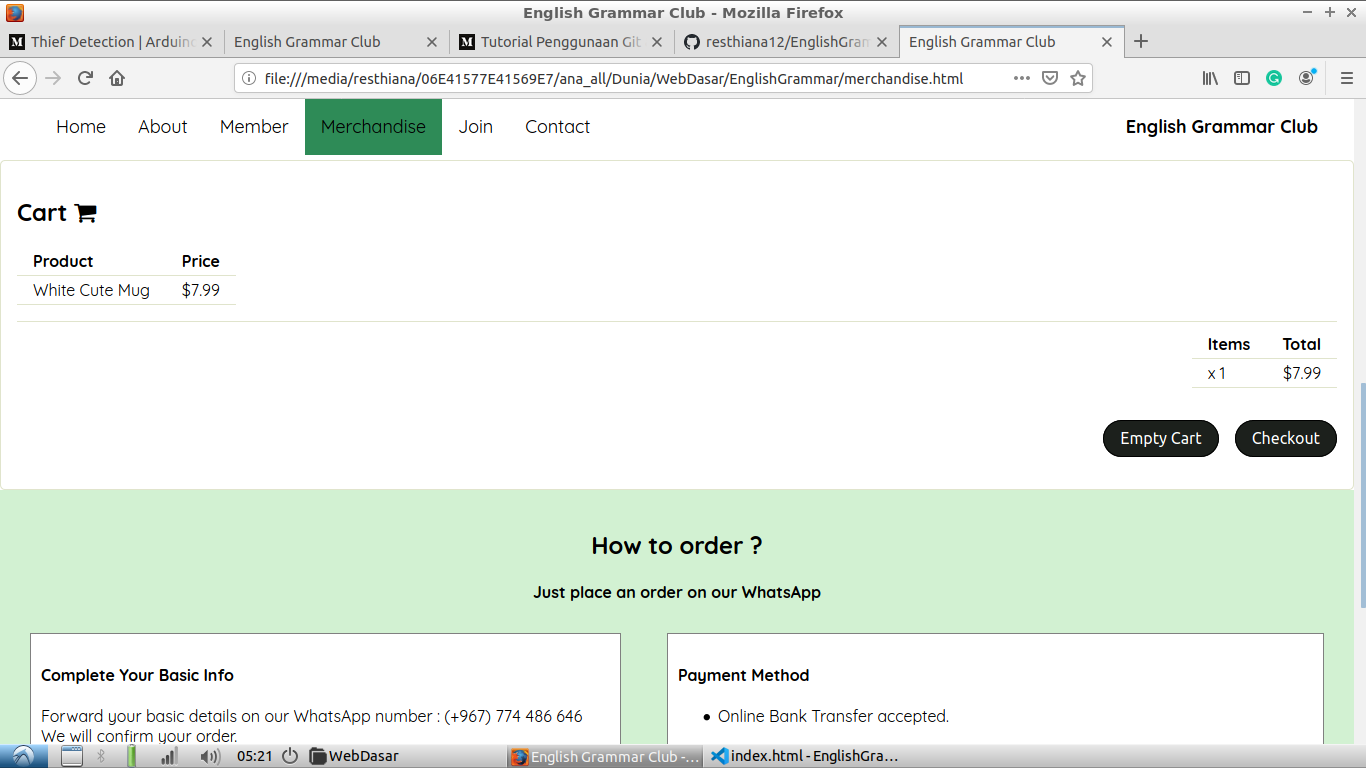 English Grammar Club - Mozilla Firefox
Thief Detection | Arduin
English Grammar Club
Tutorial Penggunaan Git
resthiana12/EnglishGram
English Grammar Club
file:///media/resthiana/06E41577E41569E7/ana_all/Dunia/WebDasar/EnglishGrammar/merchandise.html
Home About Member Merchandise Join Contact English Grammar Club
Cart
Product Price
White Cute Mug $7.99
Items Total
x 1 $7.99
Empty Cart Checkout
How to order ?
Just place an order on our WhatsApp
Complete Your Basic Info
Forward your basic details on our WhatsApp number : (+967) 774 486 646
We will confirm your order.
Payment Method
• Online Bank Transfer accepted.
05:21 WebDasar English Grammar Club -... index.html - EnglishGra...